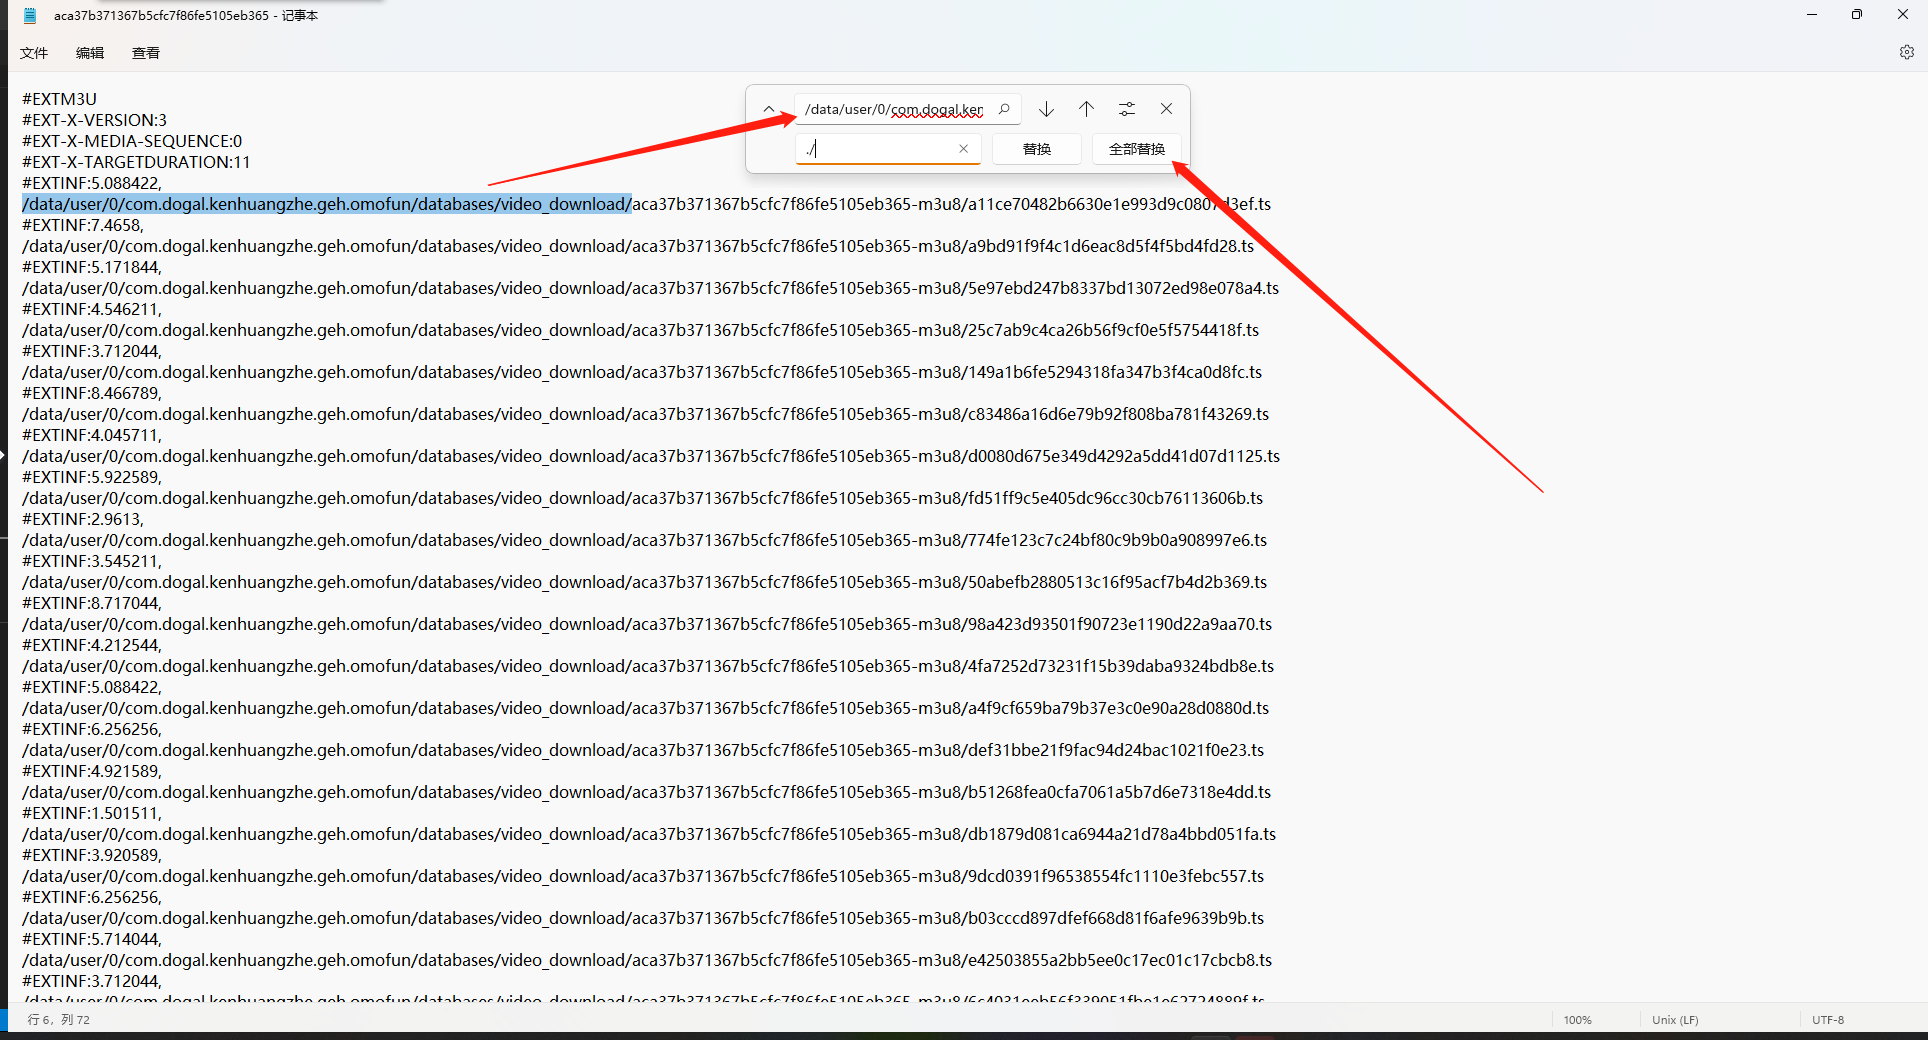 aca37b371367b5cfc7f86fe5105eb365 - 记事本
文件 编辑 查看
/data/user/0/com.dogal.ken
./ 替换 全部替换
#EXTM3U
#EXT-X-VERSION:3
#EXT-X-MEDIA-SEQUENCE:0
#EXT-X-TARGETDURATION:11
#EXTINF:5.088422,
/data/user/0/com.dogal.kenhuangzhe.geh.omofun/databases/video_download/aca37b371367b5cfc7f86fe5105eb365-m3u8/a11ce70482b6630e1e993d9c0807d3ef.ts
#EXTINF:7.4658,
/data/user/0/com.dogal.kenhuangzhe.geh.omofun/databases/video_download/aca37b371367b5cfc7f86fe5105eb365-m3u8/a9bd91f9f4c1d6eac8d5f4f5bd4fd28.ts
#EXTINF:5.171844,
/data/user/0/com.dogal.kenhuangzhe.geh.omofun/databases/video_download/aca37b371367b5cfc7f86fe5105eb365-m3u8/5e97ebd247b8337bd13072ed98e078a4.ts
#EXTINF:4.546211,
/data/user/0/com.dogal.kenhuangzhe.geh.omofun/databases/video_download/aca37b371367b5cfc7f86fe5105eb365-m3u8/25c7ab9c4ca26b56f9cf0e5f5754418f.ts
#EXTINF:3.712044,
/data/user/0/com.dogal.kenhuangzhe.geh.omofun/databases/video_download/aca37b371367b5cfc7f86fe5105eb365-m3u8/149a1b6fe5294318fa347b3f4ca0d8fc.ts
#EXTINF:8.466789,
/data/user/0/com.dogal.kenhuangzhe.geh.omofun/databases/video_download/aca37b371367b5cfc7f86fe5105eb365-m3u8/c83486a16d6e79b92f808ba781f43269.ts
#EXTINF:4.045711,
/data/user/0/com.dogal.kenhuangzhe.geh.omofun/databases/video_download/aca37b371367b5cfc7f86fe5105eb365-m3u8/d0080d675e349d4292a5dd41d07d1125.ts
#EXTINF:5.922589,
/data/user/0/com.dogal.kenhuangzhe.geh.omofun/databases/video_download/aca37b371367b5cfc7f86fe5105eb365-m3u8/fd51ff9c5e405dc96cc30cb76113606b.ts
#EXTINF:2.9613,
/data/user/0/com.dogal.kenhuangzhe.geh.omofun/databases/video_download/aca37b371367b5cfc7f86fe5105eb365-m3u8/774fe123c7c24bf80c9b9b0a908997e6.ts
#EXTINF:3.545211,
/data/user/0/com.dogal.kenhuangzhe.geh.omofun/databases/video_download/aca37b371367b5cfc7f86fe5105eb365-m3u8/50abefb2880513c16f95acf7b4d2b369.ts
#EXTINF:8.717044,
/data/user/0/com.dogal.kenhuangzhe.geh.omofun/databases/video_download/aca37b371367b5cfc7f86fe5105eb365-m3u8/98a423d93501f90723e1190d22a9aa70.ts
#EXTINF:4.212544,
/data/user/0/com.dogal.kenhuangzhe.geh.omofun/databases/video_download/aca37b371367b5cfc7f86fe5105eb365-m3u8/4fa7252d73231f15b39daba9324bdb8e.ts
#EXTINF:5.088422,
/data/user/0/com.dogal.kenhuangzhe.geh.omofun/databases/video_download/aca37b371367b5cfc7f86fe5105eb365-m3u8/a4f9cf659ba79b37e3c0e90a28d0880d.ts
#EXTINF:6.256256,
/data/user/0/com.dogal.kenhuangzhe.geh.omofun/databases/video_download/aca37b371367b5cfc7f86fe5105eb365-m3u8/def31bbe21f9fac94d24bac1021f0e23.ts
#EXTINF:4.921589,
/data/user/0/com.dogal.kenhuangzhe.geh.omofun/databases/video_download/aca37b371367b5cfc7f86fe5105eb365-m3u8/b51268fea0cfa7061a5b7d6e7318e4dd.ts
#EXTINF:1.501511,
/data/user/0/com.dogal.kenhuangzhe.geh.omofun/databases/video_download/aca37b371367b5cfc7f86fe5105eb365-m3u8/db1879d081ca6944a21d78a4bbd051fa.ts
#EXTINF:3.920589,
/data/user/0/com.dogal.kenhuangzhe.geh.omofun/databases/video_download/aca37b371367b5cfc7f86fe5105eb365-m3u8/9dcd0391f96538554fc1110e3febc557.ts
#EXTINF:6.256256,
/data/user/0/com.dogal.kenhuangzhe.geh.omofun/databases/video_download/aca37b371367b5cfc7f86fe5105eb365-m3u8/b03cccd897dfef668d81f6afe9639b9b.ts
#EXTINF:5.714044,
/data/user/0/com.dogal.kenhuangzhe.geh.omofun/databases/video_download/aca37b371367b5cfc7f86fe5105eb365-m3u8/e42503855a2bb5ee0c17ec01c17cbcb8.ts
#EXTINF:3.712044,
行 6，列 72 100% Unix (LF) UTF-8